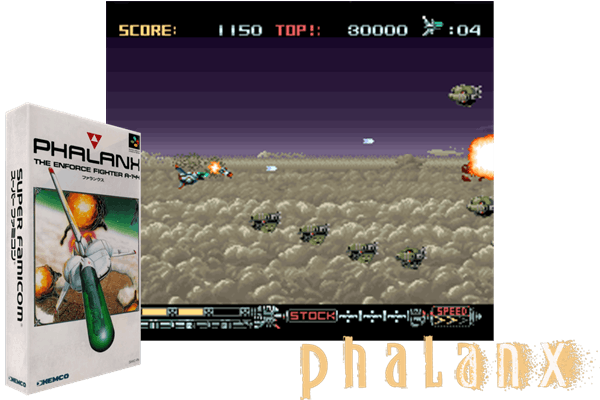 SCORE: 1150 TOP!: 30000 :04
PHALANX
THE ENFORCE FIGHTER A-144
ファランクス
SUPER FAMICOM
スーパーファミコン
KEMCO
STOCK
SPEED
phalanx